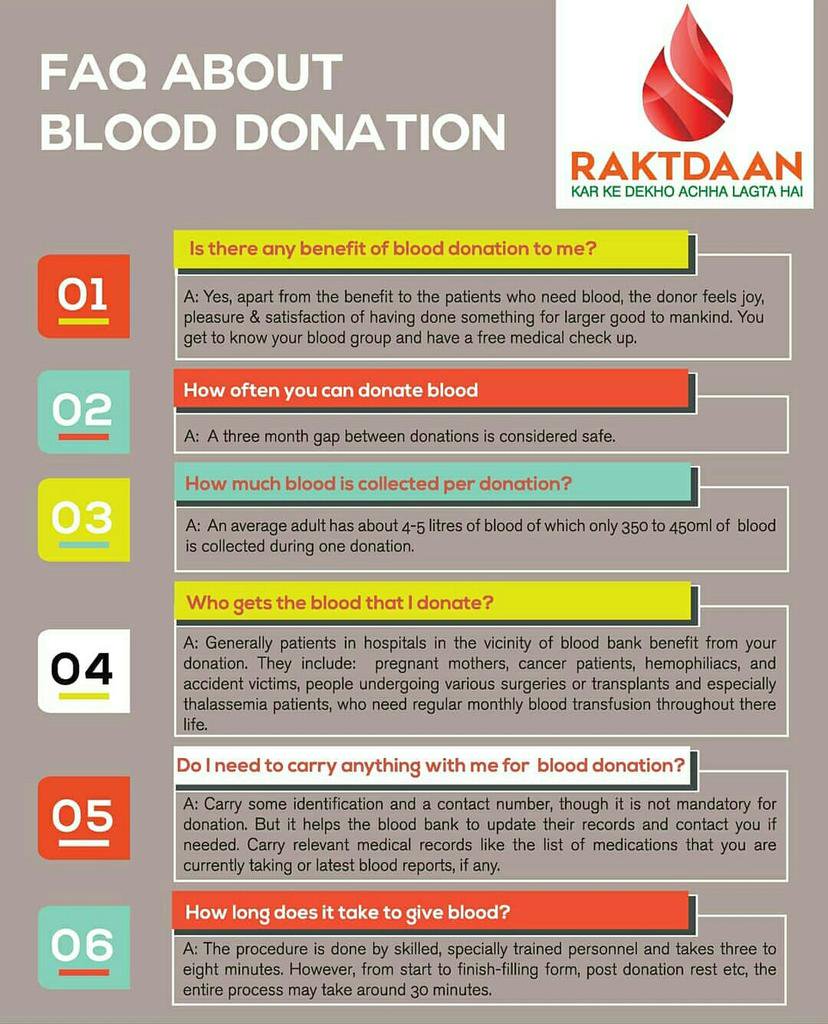 FAQ ABOUT
BLOOD DONATION
RAKTDAAN
KAR KE DEKHO ACHHA LAGTA HAI
01
Is there any benefit of blood donation to me?
A: Yes, apart from the benefit to the patients who need blood, the donor feels joy,
pleasure & satisfaction of having done something for larger good to mankind. You
get to know your blood group and have a free medical check up.
02
How often you can donate blood
A: A three month gap between donations is considered safe.
03
How much blood is collected per donation?
A: An average adult has about 4-5 litres of blood of which only 350 to 450ml of blood
is collected during one donation.
04
Who gets the blood that I donate?
A: Generally patients in hospitals in the vicinity of blood bank benefit from your
donation. They include: pregnant mothers, cancer patients, hemophiliacs, and
accident victims, people undergoing various surgeries or transplants and especially
thalassemia patients, who need regular monthly blood transfusion throughout there
life.
05
Do I need to carry anything with me for blood donation?
A: Carry some identification and a contact number, though it is not mandatory for
donation. But it helps the blood bank to update their records and contact you if
needed. Carry relevant medical records like the list of medications that you are
currently taking or latest blood reports, if any.
06
How long does it take to give blood?
A: The procedure is done by skilled, specially trained personnel and takes three to
eight minutes. However, from start to finish-filling form, post donation rest etc, the
entire process may take around 30 minutes.